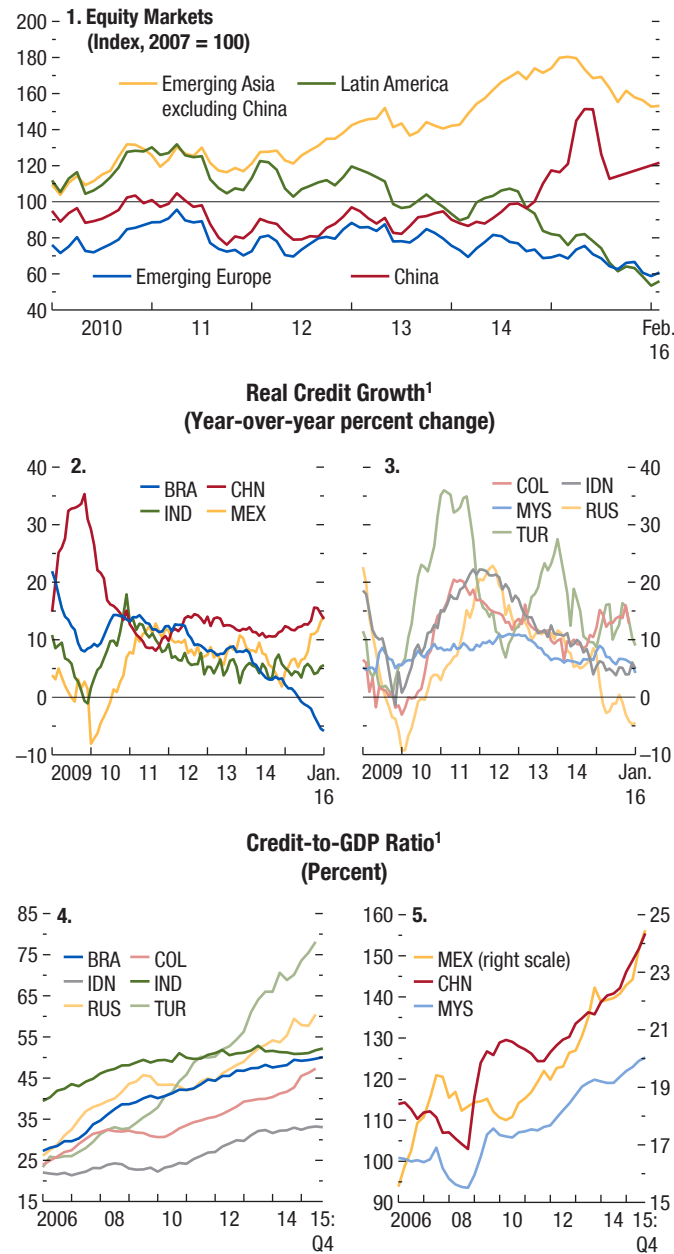 1. Equity Markets
(Index, 2007 = 100)
200
180
160
140
120
100
80
60
40
Emerging Asia
excluding China
Latin America
Emerging Europe
China
2010 11 12 13 14 Feb.
16
Real Credit Growth1
(Year-over-year percent change)
2.
40
30
20
10
0
–10
BRA CHN
IND MEX
2009 10 11 12 13 14 Jan.
16
3.
COL IDN
MYS RUS
TUR
40
30
20
10
0
–10
2009 10 11 12 13 14 Jan.
16
Credit-to-GDP Ratio1
(Percent)
4.
85
75
65
55
45
35
25
15
BRA COL
IDN IND
RUS TUR
2006 08 10 12 14 15:
Q4
5.
160
150
140
130
120
110
100
90
MEX (right scale)
CHN
MYS
25
23
21
19
17
15
2006 08 10 12 14 15:
Q4